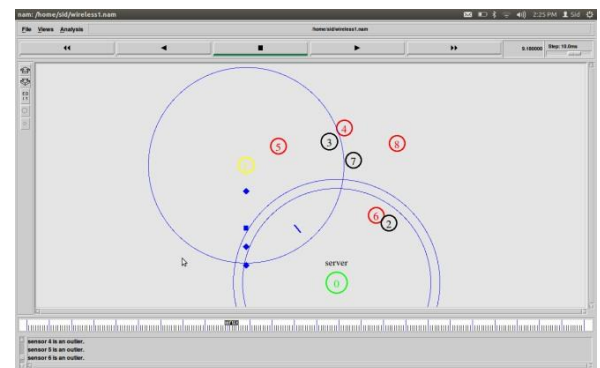 nam: /home/sid/wireless1.nam
2:25 PM Sid
File Views Analysis
home/sid/wireless1.nam
0.100000
Step: 10.0ms
4
3
5
8
7
6
2
server
0
sensor 4 is an outlier.
sensor 5 is an outlier.
sensor 6 is an outlier.